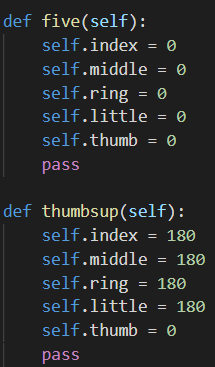 def five(self):
    self.index = 0
    self.middle = 0
    self.ring = 0
    self.little = 0
    self.thumb = 0
    pass
def thumbsup(self):
    self.index = 180
    self.middle = 180
    self.ring = 180
    self.little = 180
    self.thumb = 0
    pass